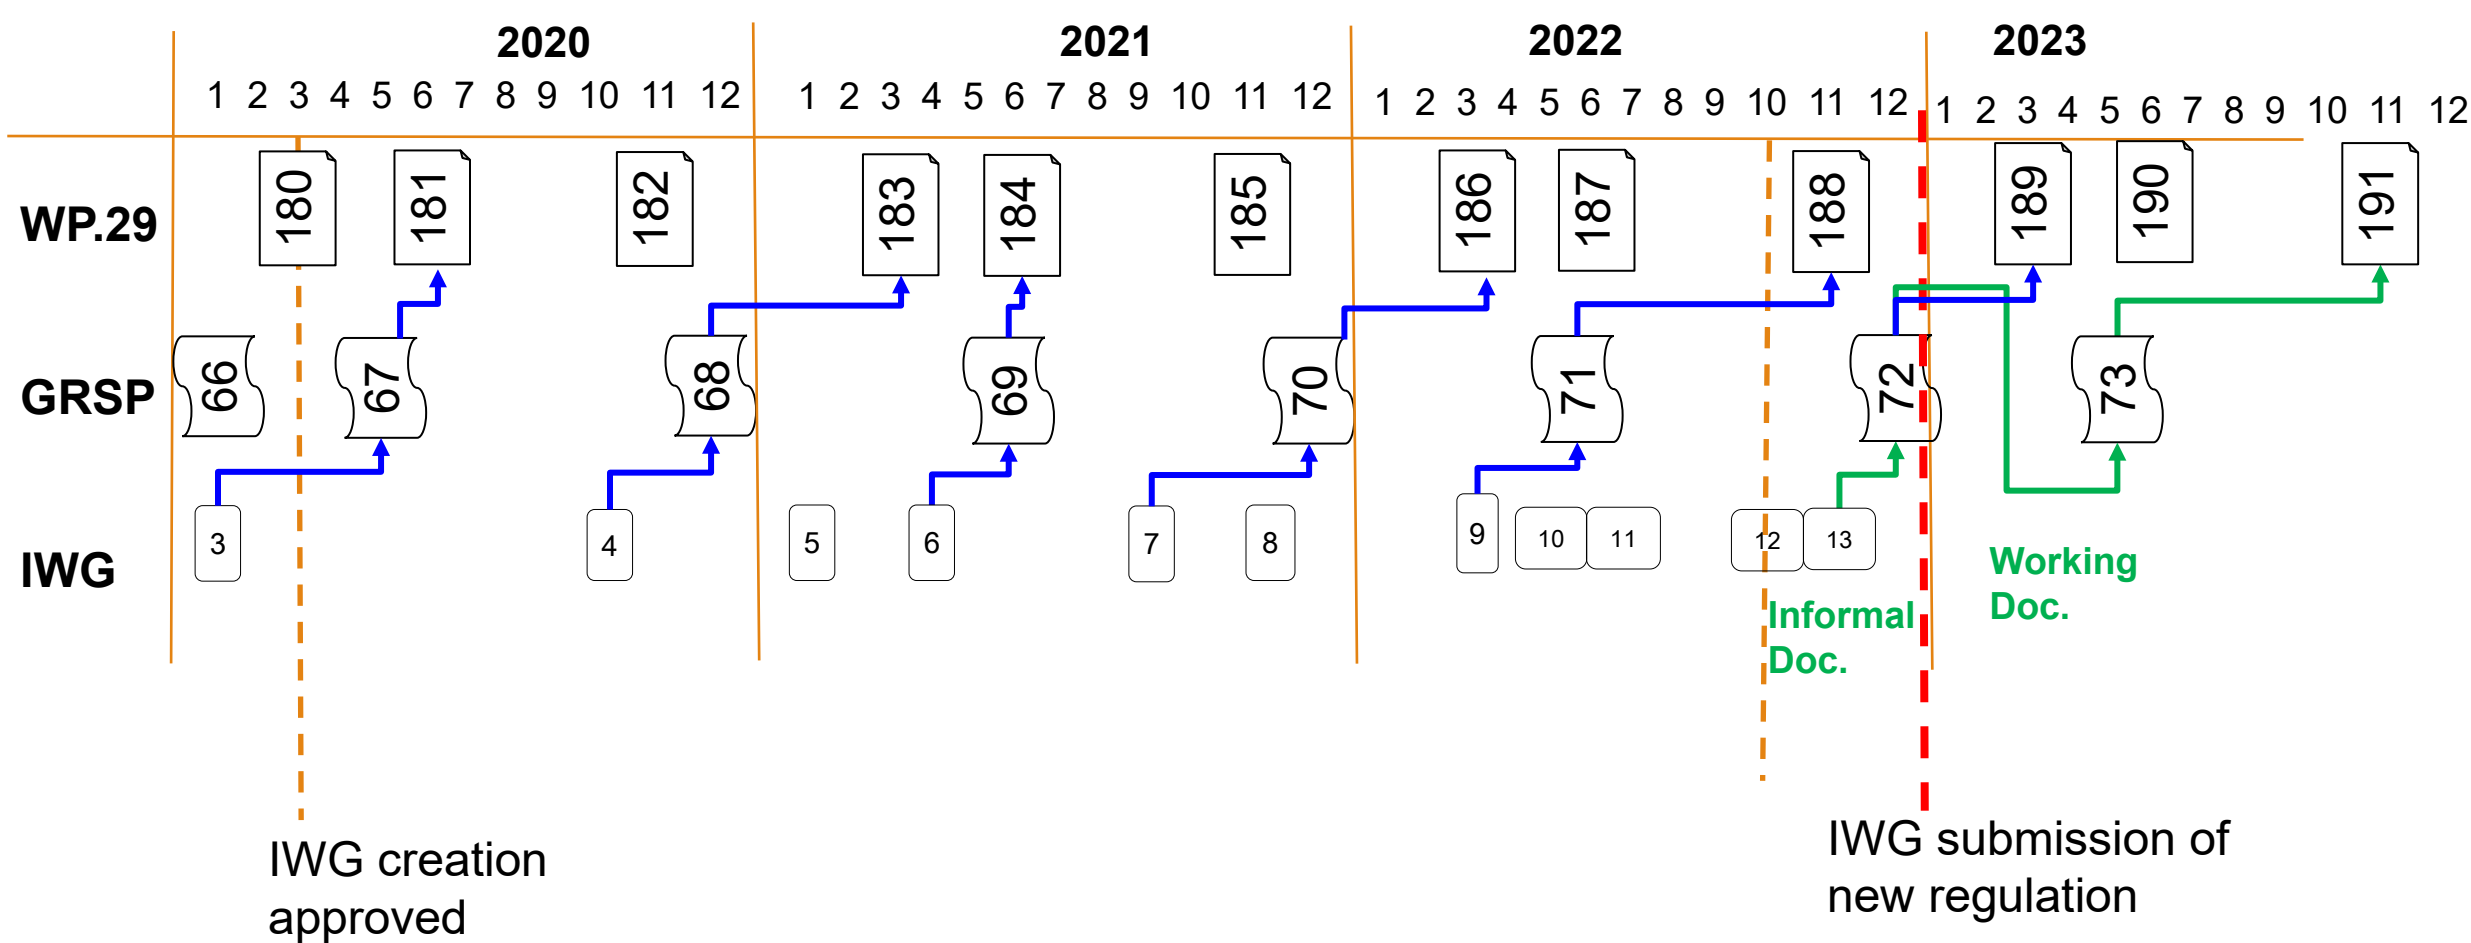 2020 2021 2022 2023
1 2 3 4 5 6 7 8 9 10 11 12 1 2 3 4 5 6 7 8 9 10 11 12 1 2 3 4 5 6 7 8 9 10 11 12 1 2 3 4 5 6 7 8 9 10 11 12
WP.29 180 181 182 183 184 185 186 187 188 189 190 191
GRSP 66 67 68 69 70 71 72 73
IWG 3 4 5 6 7 8 9 10 11 12 13
Working
Doc.
Informal
Doc.
IWG creation
approved
IWG submission of
new regulation